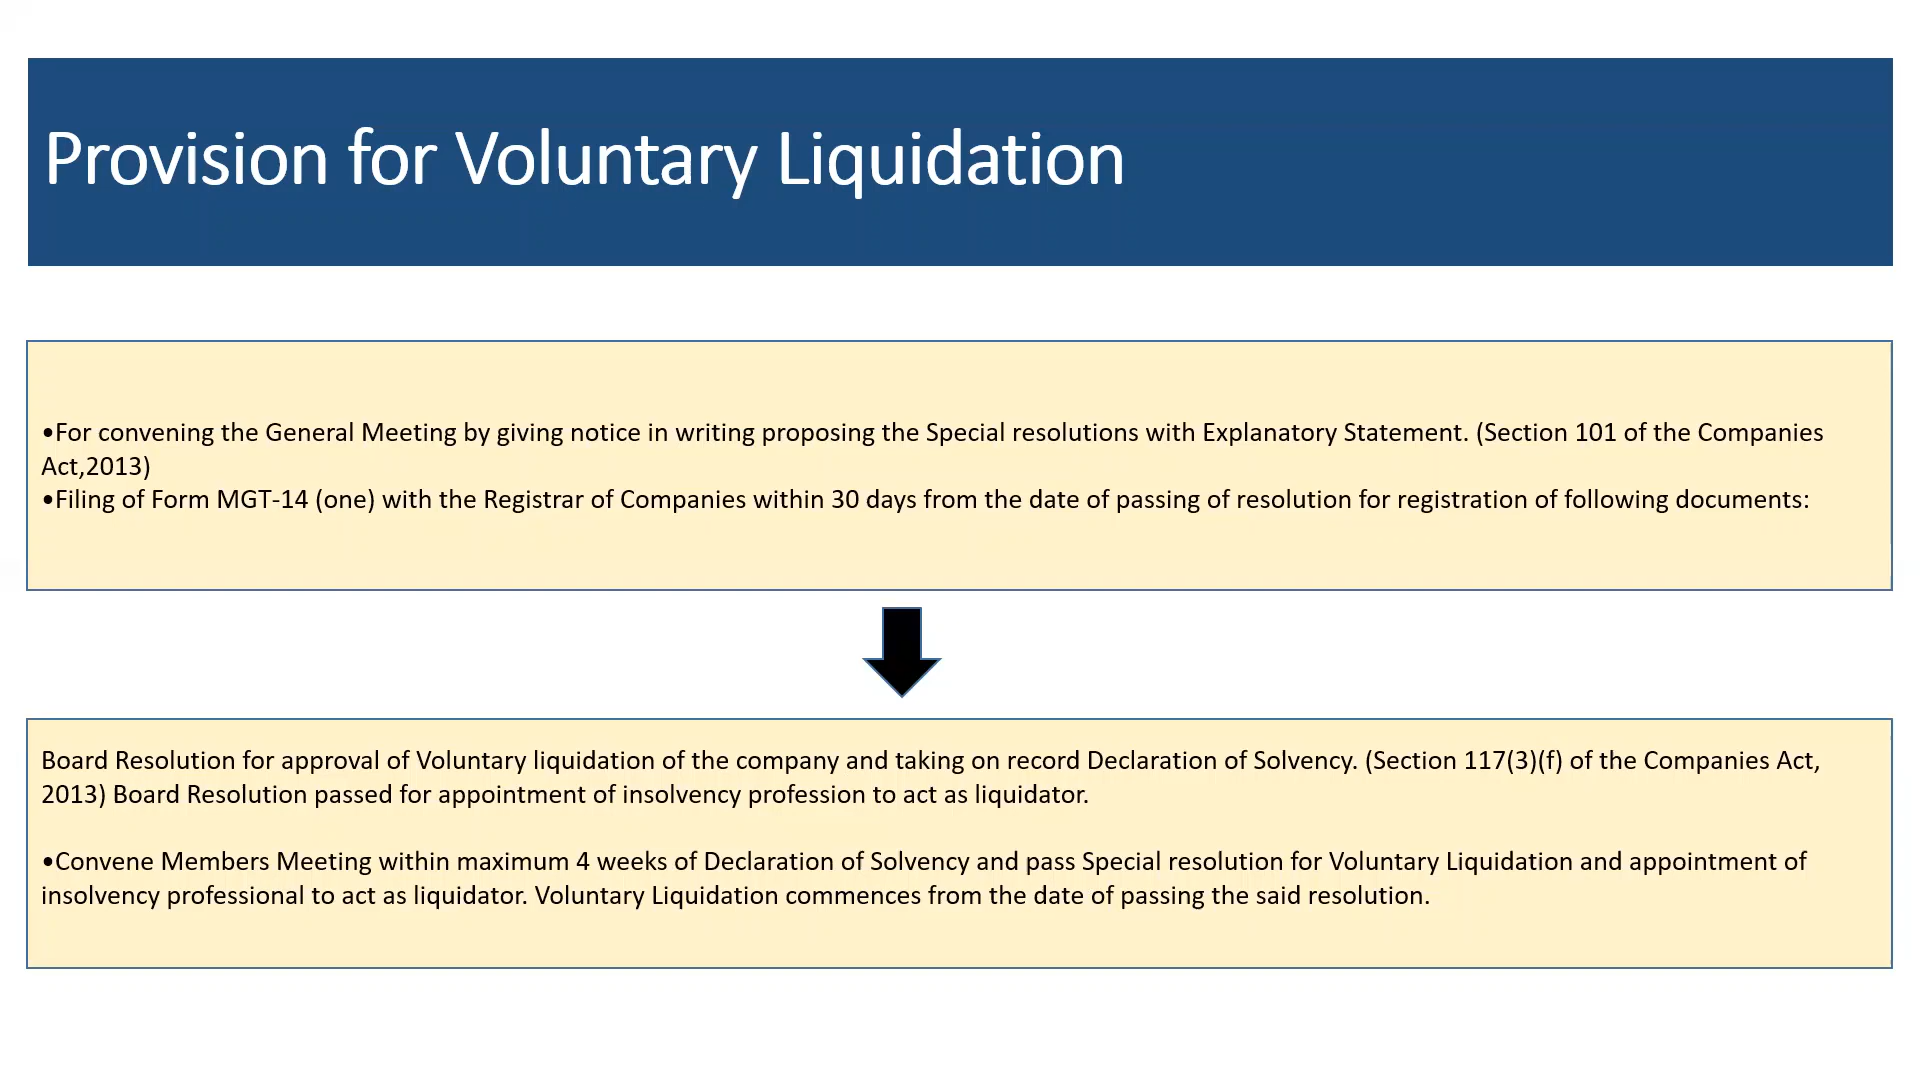 Provision for Voluntary Liquidation
•For convening the General Meeting by giving notice in writing proposing the Special resolutions with Explanatory Statement. (Section 101 of the Companies
Act,2013)
•Filing of Form MGT-14 (one) with the Registrar of Companies within 30 days from the date of passing of resolution for registration of following documents:
Board Resolution for approval of Voluntary liquidation of the company and taking on record Declaration of Solvency. (Section 117(3)(f) of the Companies Act,
2013) Board Resolution passed for appointment of insolvency profession to act as liquidator.
•Convene Members Meeting within maximum 4 weeks of Declaration of Solvency and pass Special resolution for Voluntary Liquidation and appointment of
insolvency professional to act as liquidator. Voluntary Liquidation commences from the date of passing the said resolution.